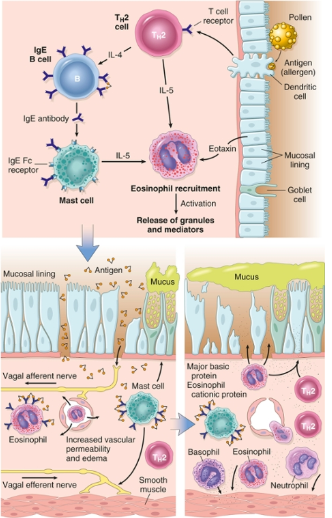 T cell
receptor
Pollen
TH2
cell
TH2
IgE
B cell
IL-4
B
Antigen
(allergen)
Dendritic
cell
IL-5
IgE antibody
Eotaxin
IgE Fc
receptor
IL-5
Mucosal
lining
Mast cell
Eosinophil recruitment
Activation
Goblet
cell
Release of granules
and mediators
Mucosal lining
Antigen
Mucus
Vagal afferent nerve
Mast cell
Eosinophil
Increased vascular
permeability
and edema
TH2
Vagal efferent nerve
Smooth
muscle
Mucus
Major basic
protein
Eosinophil
cationic protein
TH2
TH2
Basophil
Eosinophil
Neutrophil